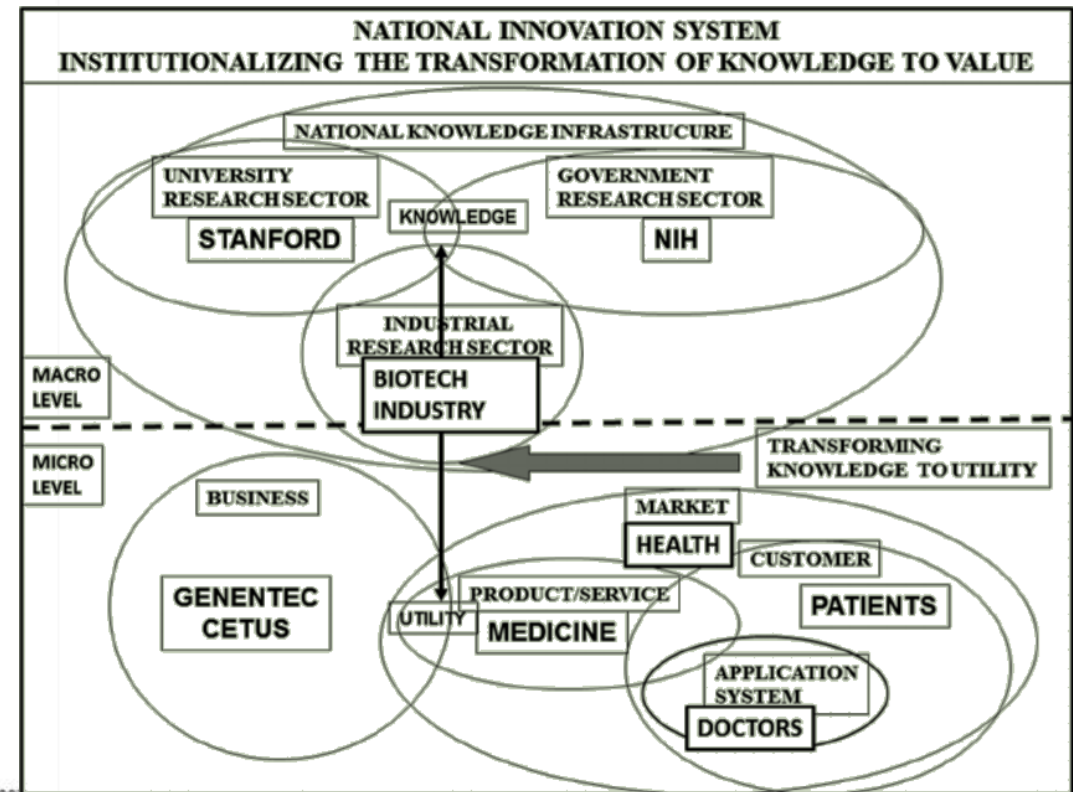 NATIONAL INNOVATION SYSTEM
INSTITUTIONALIZING THE TRANSFORMATION OF KNOWLEDGE TO VALUE
NATIONAL KNOWLEDGE INFRASTRUCURE
UNIVERSITY
RESEARCH SECTOR
STANFORD
KNOWLEDGE
GOVERNMENT
RESEARCH SECTOR
NIH
INDUSTRIAL
RESEARCH SECTOR
BIOTECH
INDUSTRY
MACRO
LEVEL
MICRO
LEVEL
TRANSFORMING
KNOWLEDGE TO UTILITY
BUSINESS
GENENTEC
CETUS
MARKET
HEALTH
CUSTOMER
PATIENTS
PRODUCT/SERVICE
UTILITY
MEDICINE
APPLICATION
SYSTEM
DOCTORS